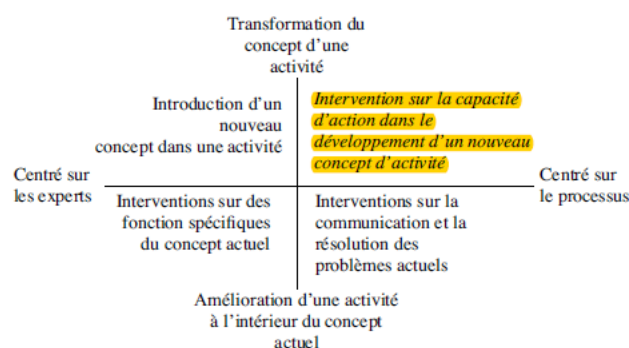 Transformation du
concept d'une
activité
Introduction d'un
nouveau
concept dans une activité
Intervention sur la capacité
d'action dans le
développement d'un nouveau
concept d'activité
Centré sur
les experts
Centré sur
le processus
Interventions sur des
fonction spécifiques
du concept actuel
Interventions sur la
communication et la
résolution des
problèmes actuels
Amélioration d'une activité
à l'intérieur du concept
actuel